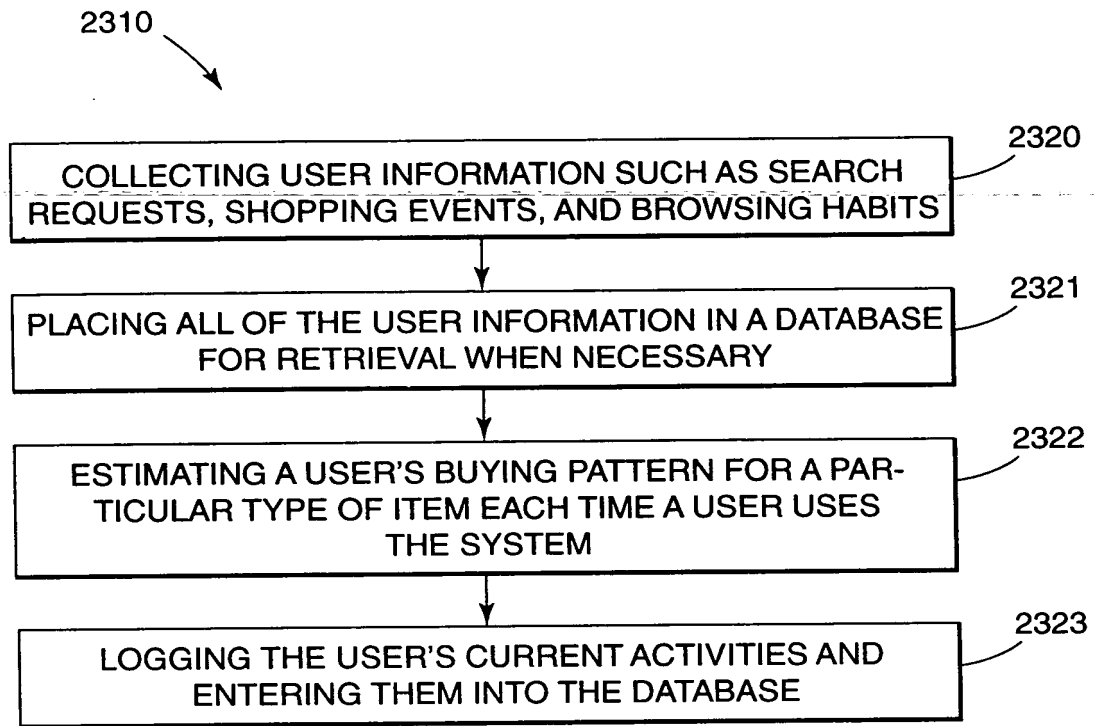 2310
2320
COLLECTING USER INFORMATION SUCH AS SEARCH
REQUESTS, SHOPPING EVENTS, AND BROWSING HABITS
2321
PLACING ALL OF THE USER INFORMATION IN A DATABASE
FOR RETRIEVAL WHEN NECESSARY
2322
ESTIMATING A USER'S BUYING PATTERN FOR A PAR-
TICULAR TYPE OF ITEM EACH TIME A USER USES
THE SYSTEM
2323
LOGGING THE USER'S CURRENT ACTIVITIES AND
ENTERING THEM INTO THE DATABASE